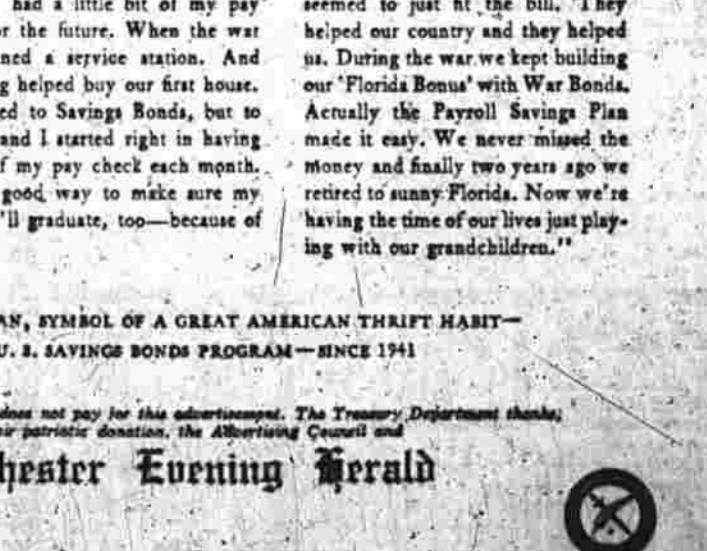 had a little bit of my pay
r the future. When the war
ned a service station. And
g helped buy our first house.
ed to Savings Bonds, but to
and I started right in having
f my pay check each month.
good way to make sure my
'll graduate, too—because of
seemed to just fit the bill. They
helped our country and they helped
us. During the war we kept building
our 'Florida Bonus' with War Bonds.
Actually the Payroll Savings Plan
made it easy. We never missed the
money and finally two years ago we
retired to sunny Florida. Now we're
having the time of our lives just play-
ing with our grandchildren."
AN, SYMBOL OF A GREAT AMERICAN THRIFT HABIT—
U. S. SAVINGS BONDS PROGRAM—SINCE 1941
does not pay for this advertisement. The Treasury Department thanks,
ir patriotic donation, the Advertising Council and
hester Evening Herald